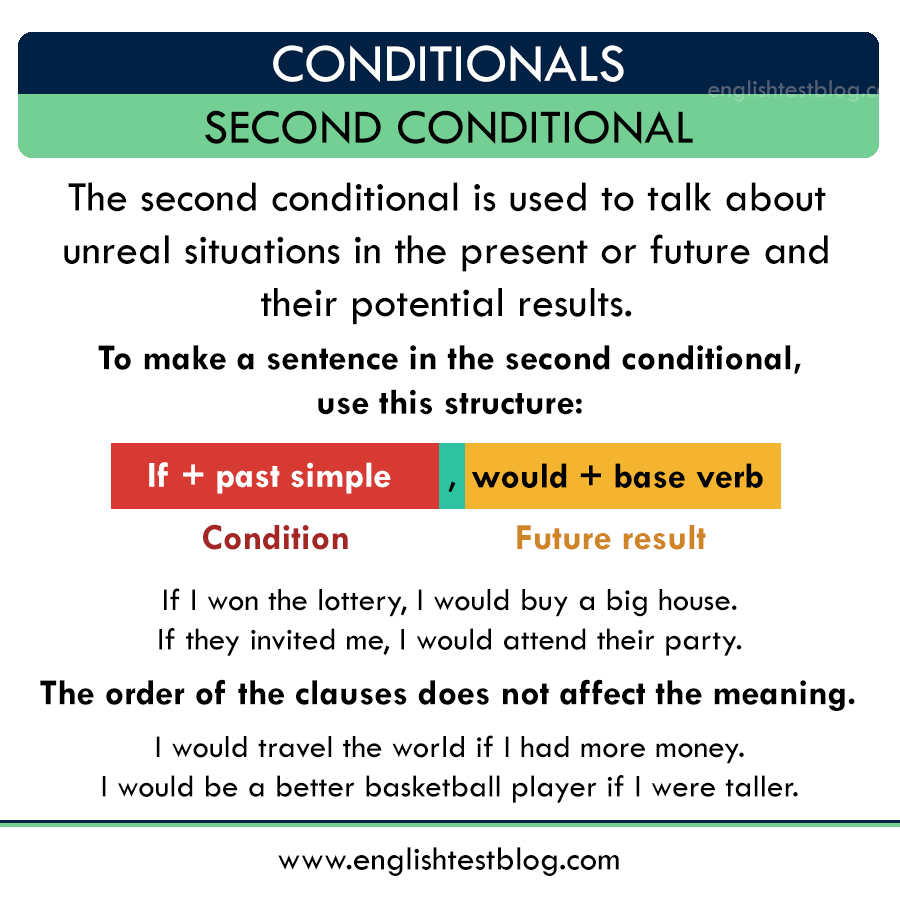 CONDITIONALS
englishtestblog.c
SECOND CONDITIONAL
The second conditional is used to talk about
unreal situations in the present or future and
their potential results.
To make a sentence in the second conditional,
use this structure:
If + past simple , would + base verb
Condition Future result
If I won the lottery, I would buy a big house.
If they invited me, I would attend their party.
The order of the clauses does not affect the meaning.
I would travel the world if I had more money.
I would be a better basketball player if I were taller.
www.englishtestblog.com